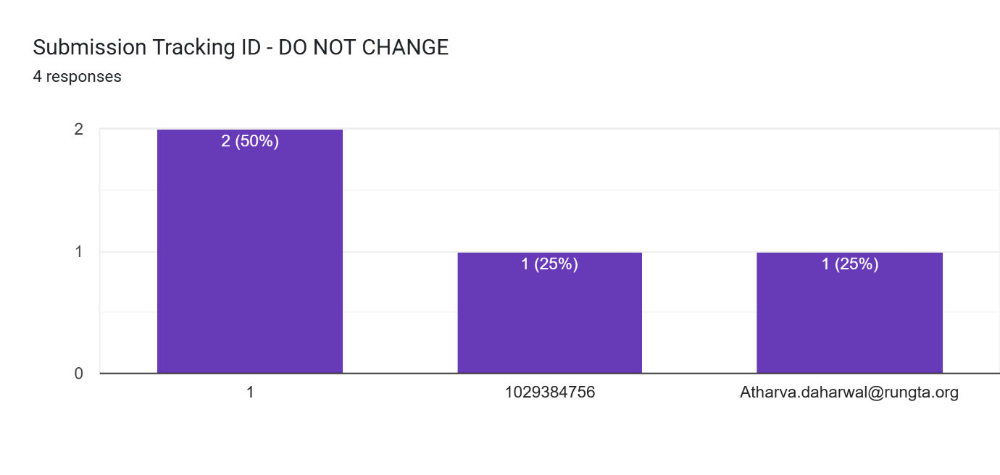 Submission Tracking ID - DO NOT CHANGE
4 responses
2
2 (50%)
1
1 (25%)
1 (25%)
0
1
1029384756
Atharva.daharwal@rungta.org